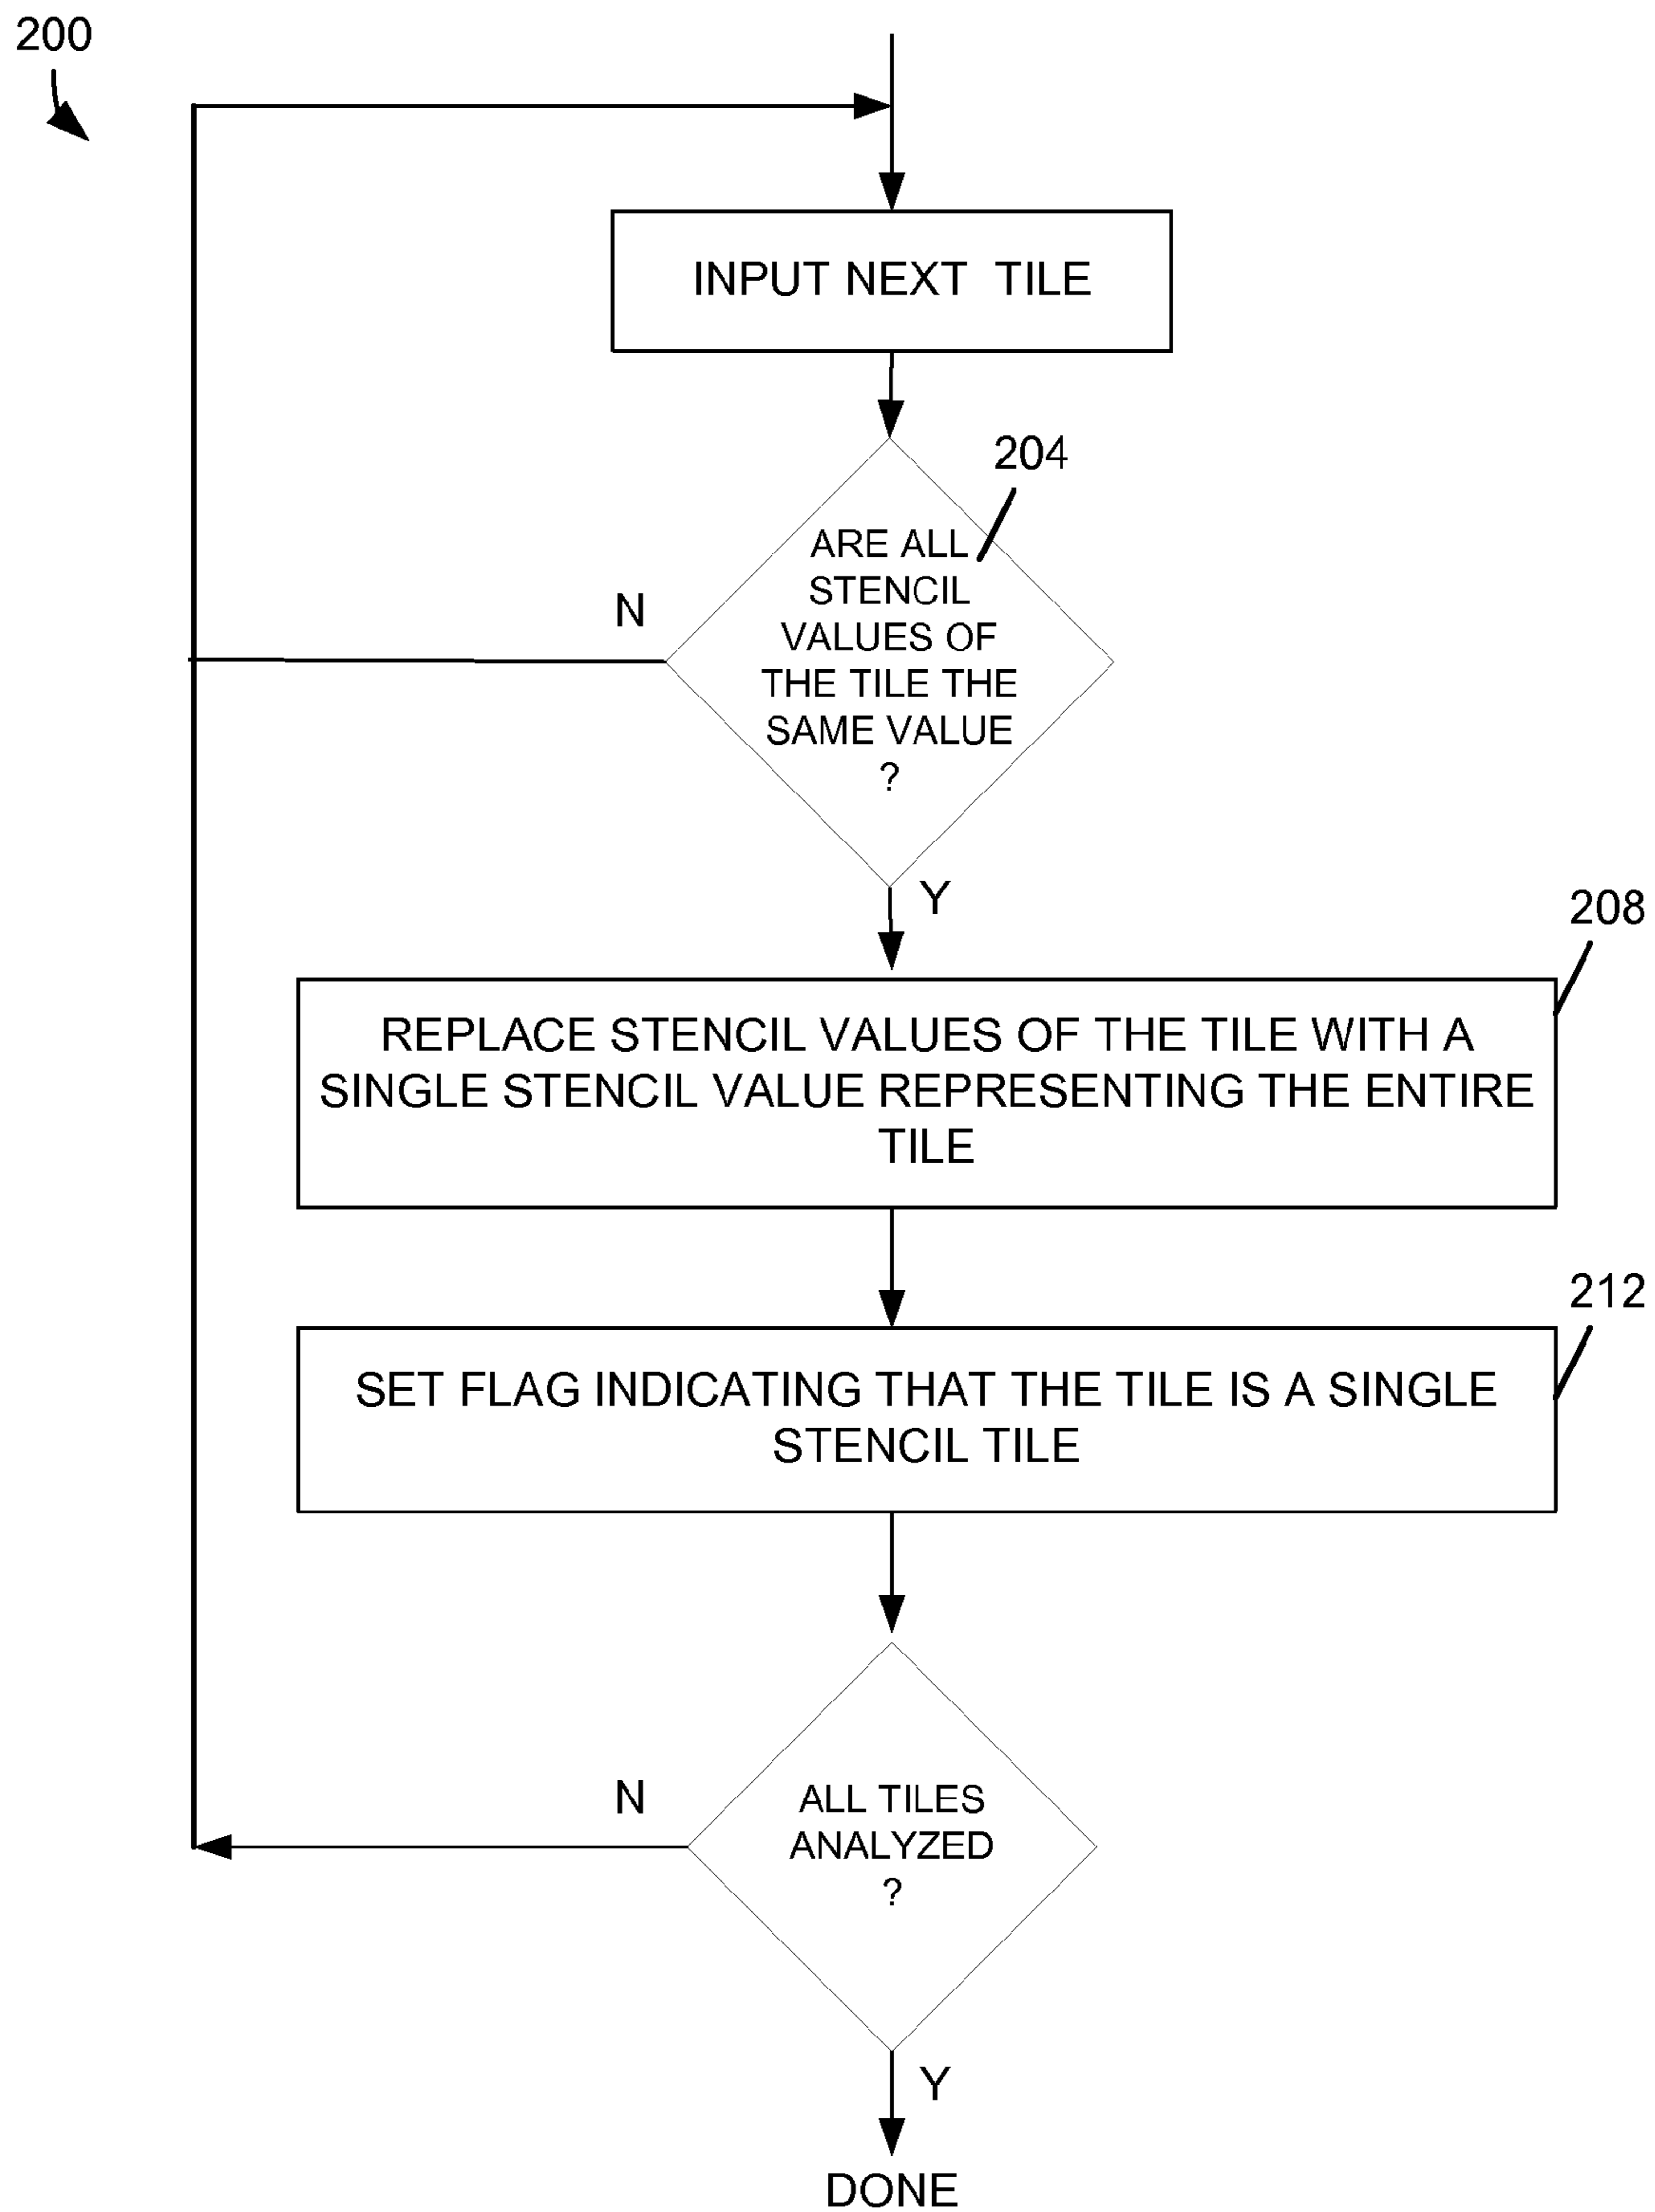 200
INPUT NEXT TILE
204
ARE ALL
STENCIL
VALUES OF
THE TILE THE
SAME VALUE
?
N
Y
208
REPLACE STENCIL VALUES OF THE TILE WITH A
SINGLE STENCIL VALUE REPRESENTING THE ENTIRE
TILE
212
SET FLAG INDICATING THAT THE TILE IS A SINGLE
STENCIL TILE
N
ALL TILES
ANALYZED
?
Y
DONE